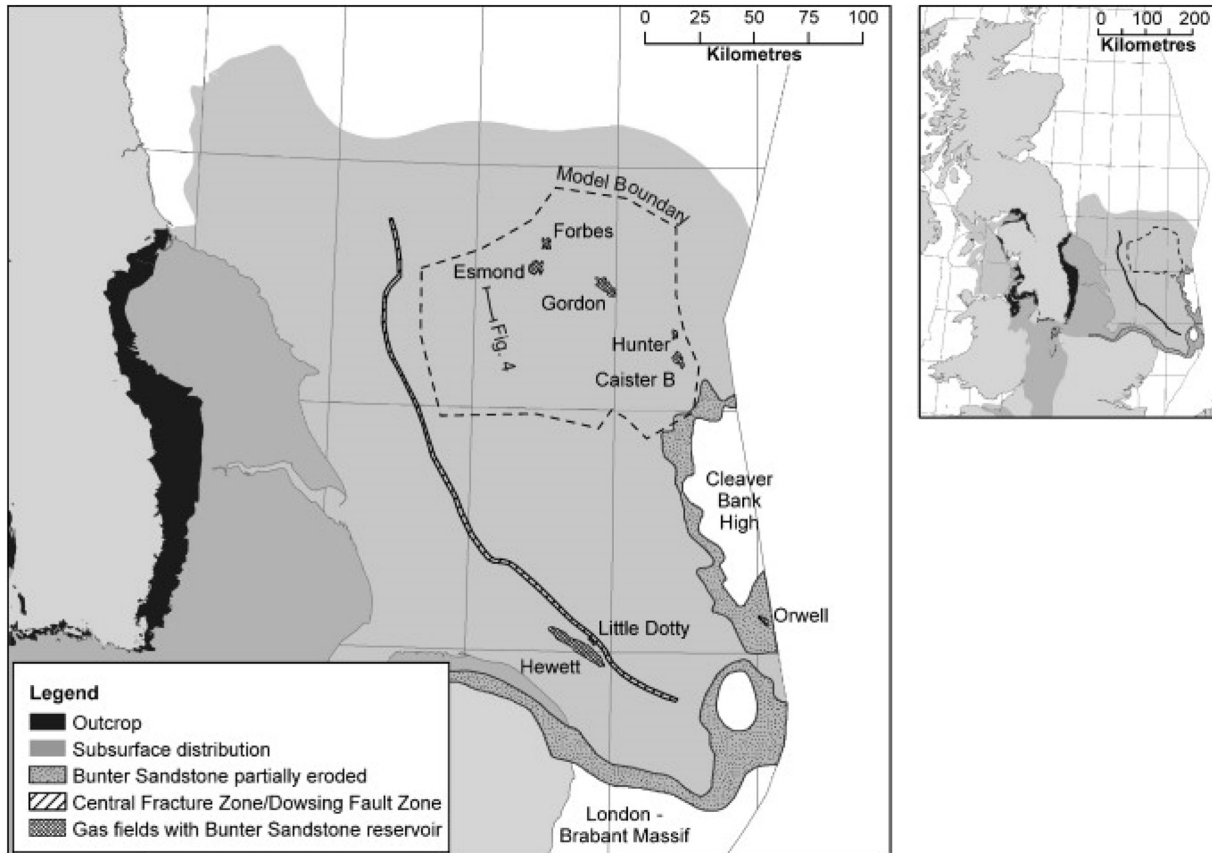 0 25 50 75 100
Kilometres
Model Boundary
Forbes
Esmond
Gordon
Fig. 4
Hunter
Caister B
Cleaver
Bank
High
Orwell
Little Dotty
Hewett
London -
Brabant Massif
Legend
Outcrop
Subsurface distribution
Bunter Sandstone partially eroded
Central Fracture Zone/Dowsing Fault Zone
Gas fields with Bunter Sandstone reservoir
0 100 200
Kilometres